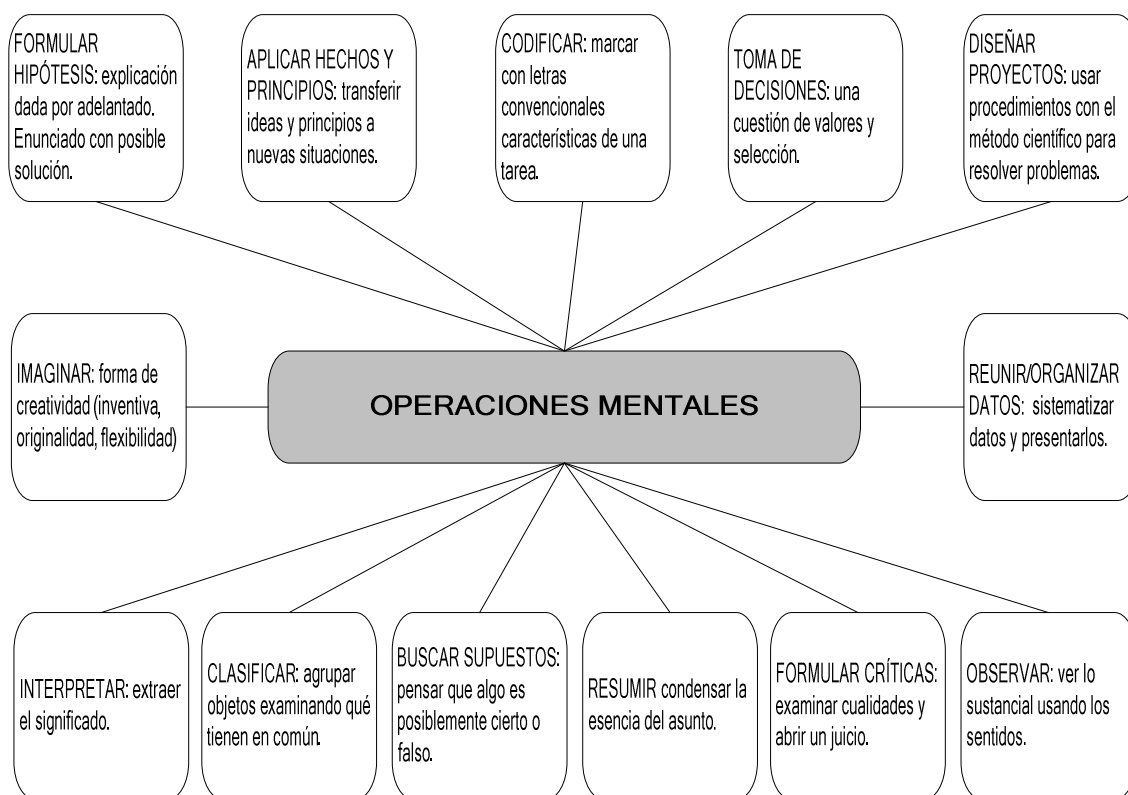 FORMULAR
HIPÓTESIS: explicación
dada por adelantado.
Enunciado con posible
solución.
APLICAR HECHOS Y
PRINCIPIOS: transferir
ideas y principios a
nuevas situaciones.
CODIFICAR: marcar
con letras
convencionales
características de una
tarea.
TOMA DE
DECISIONES: una
cuestión de valores y
selección.
DISEÑAR
PROYECTOS: usar
procedimientos con el
método científico para
resolver problemas.
IMAGINAR: forma de
creatividad (inventiva,
originalidad, flexibilidad)
OPERACIONES MENTALES
REUNIR/ORGANIZAR
DATOS: sistematizar
datos y presentarlos.
INTERPRETAR: extraer
el significado.
CLASIFICAR: agrupar
objetos examinando qué
tienen en común.
BUSCAR SUPUESTOS:
pensar que algo es
posiblemente cierto o
falso.
RESUMIR condensar la
esencia del asunto.
FORMULAR CRÍTICAS:
examinar cualidades y
abrir un juicio.
OBSERVAR: ver lo
sustancial usando los
sentidos.